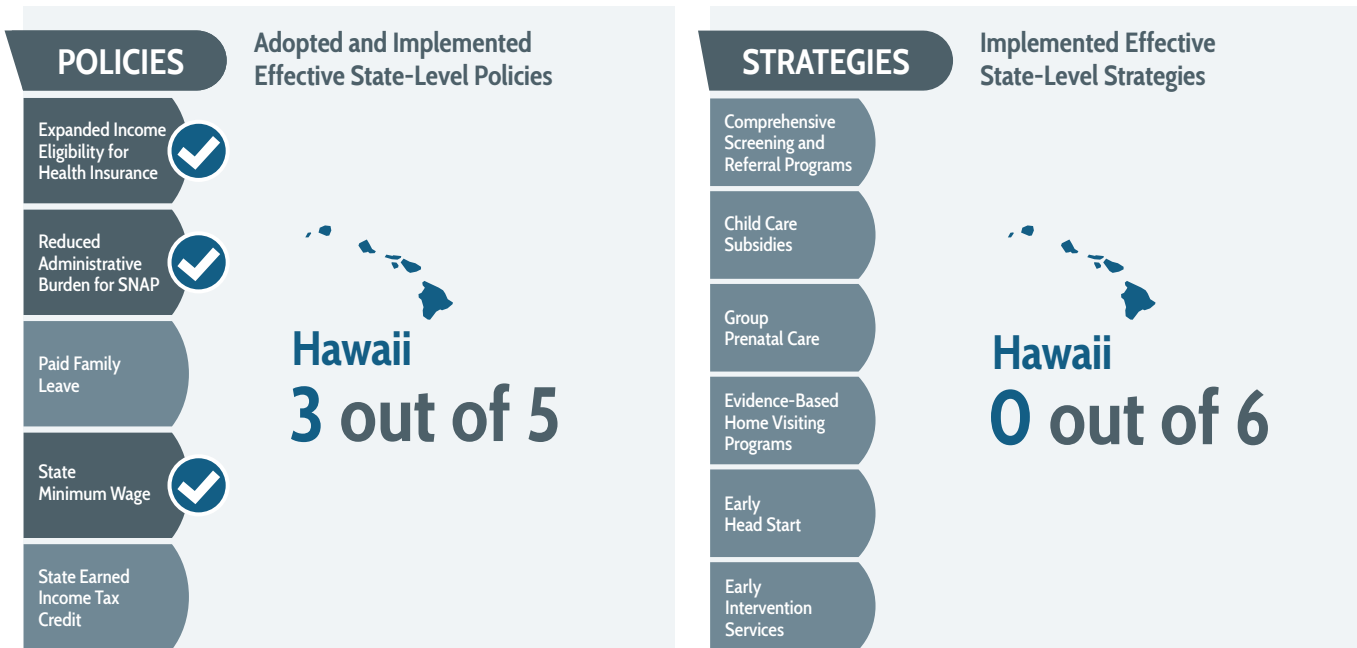 POLICIES
Adopted and Implemented
Effective State-Level Policies
Expanded Income
Eligibility for
Health Insurance
Reduced
Administrative
Burden for SNAP
Paid Family
Leave
State
Minimum Wage
State Earned
Income Tax
Credit
Hawaii
3 out of 5
STRATEGIES
Implemented Effective
State-Level Strategies
Comprehensive
Screening and
Referral Programs
Child Care
Subsidies
Group
Prenatal Care
Evidence-Based
Home Visiting
Programs
Early
Head Start
Early
Intervention
Services
Hawaii
0 out of 6